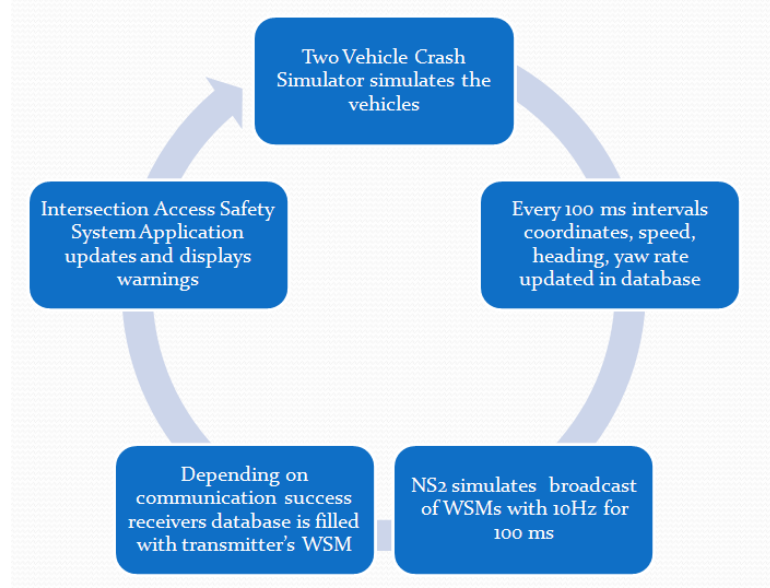 Two Vehicle Crash
Simulator simulates the
vehicles
Every 100 ms intervals
coordinates, speed,
heading, yaw rate
updated in database
NS2 simulates broadcast
of WSMs with 10Hz for
100 ms
Depending on
communication success
receivers database is filled
with transmitter's WSM
Intersection Access Safety
System Application
updates and displays
warnings